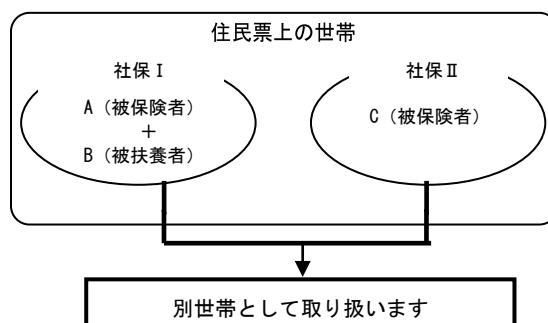 住民票上の世帯
社保Ⅰ
A（被保険者）
＋
B（被扶養者）
社保Ⅱ
C（被保険者）
別世帯として取り扱います